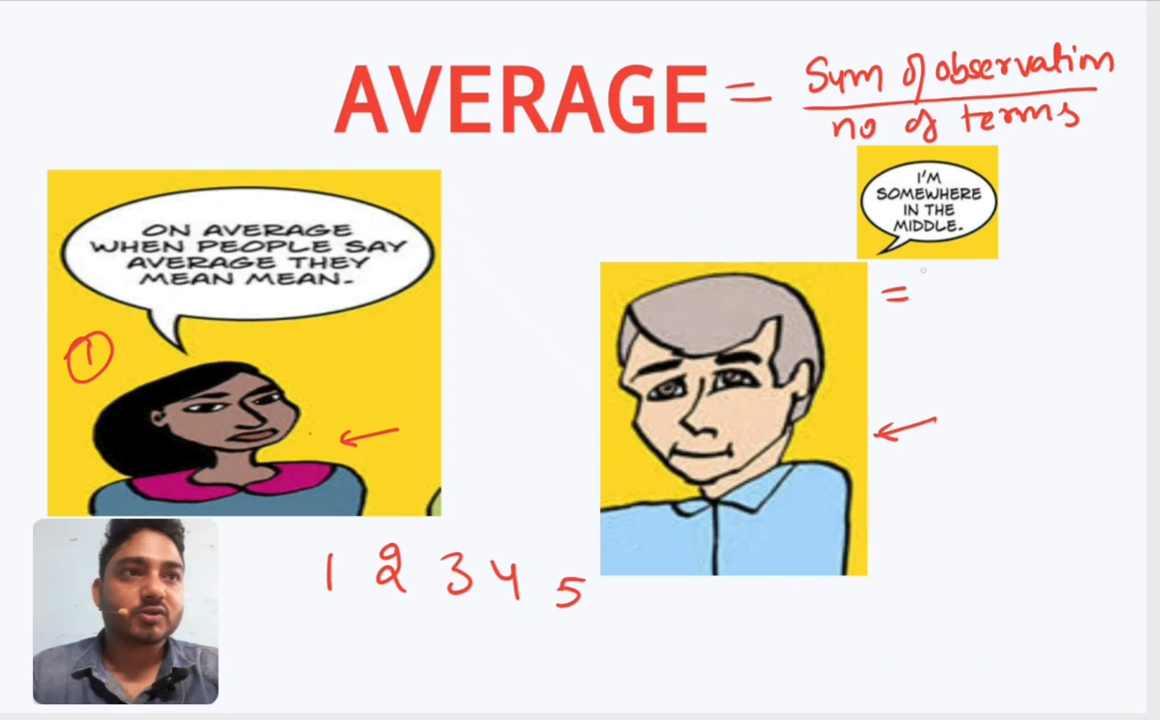 AVERAGE = Sum of observation
no of terms
I'M
SOMEWHERE
IN THE
MIDDLE.
ON AVERAGE
WHEN PEOPLE SAY
AVERAGE THEY
MEAN MEAN.
=
1
1 2 3 4 5